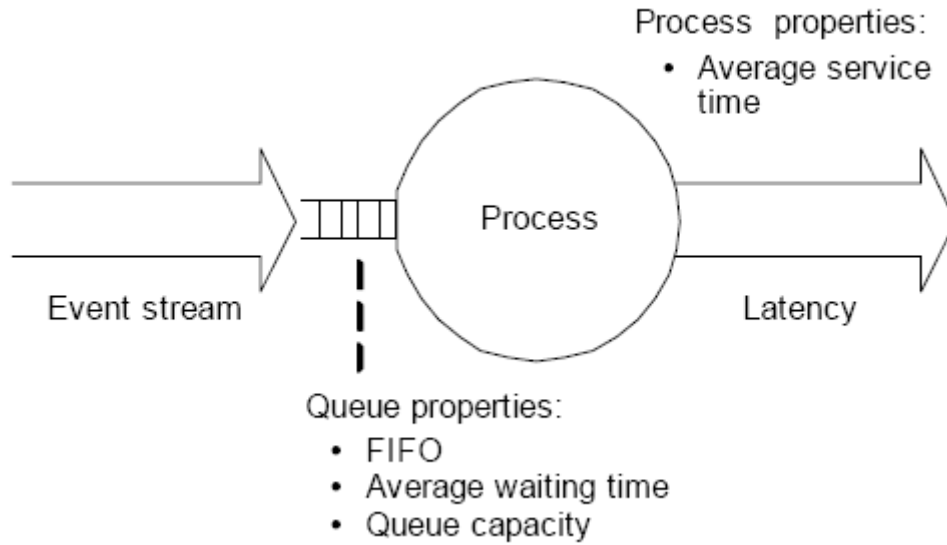 Process properties:
• Average service
time
Process
Event stream
Latency
Queue properties:
• FIFO
• Average waiting time
• Queue capacity